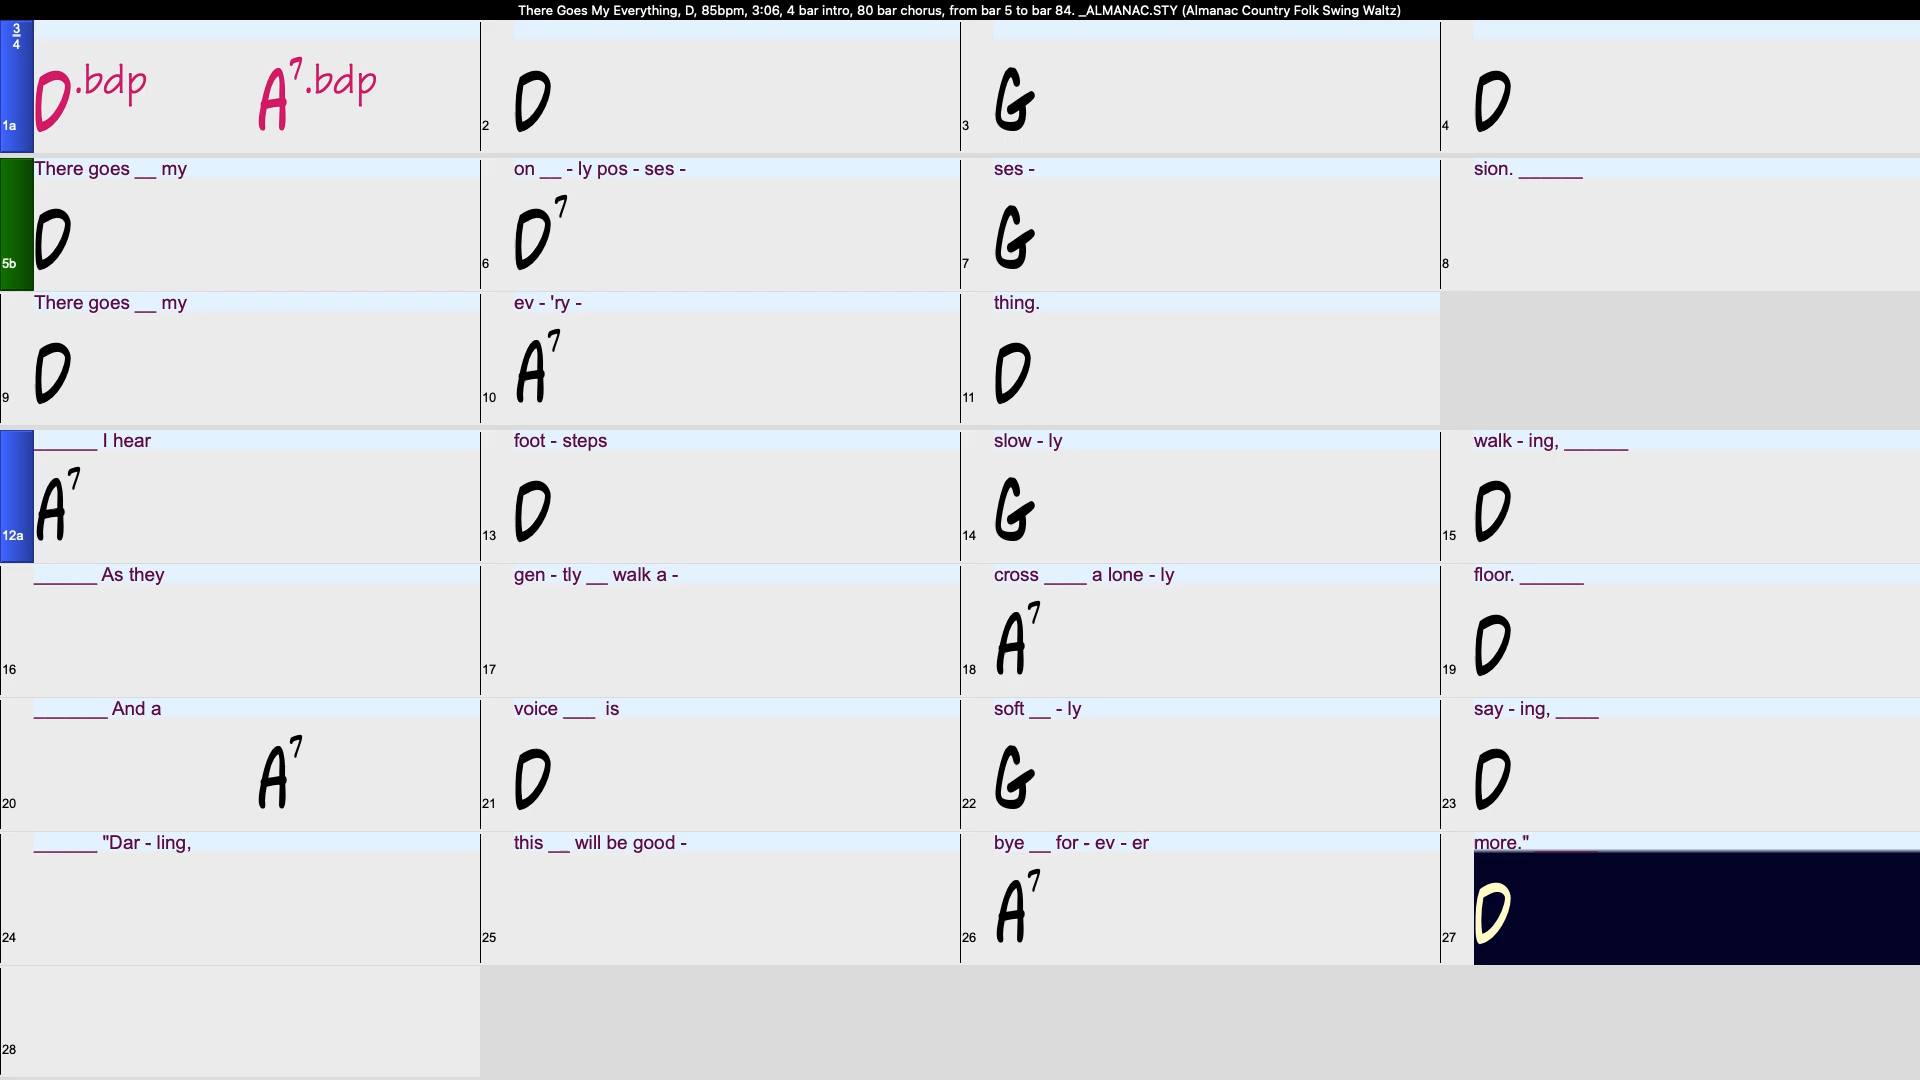 There Goes My Everything, D, 85bpm, 3:06, 4 bar intro, 80 bar chorus, from bar 5 to bar 84. _ALMANAC.STY (Almanac Country Folk Swing Waltz)
3/4
1a D.bdp A7.bdp 2 D 3 G 4 D
There goes __ my on __ - ly pos - ses - ses - sion. ______
5b D 6 D7 7 G 8
There goes __ my ev - 'ry - thing.
9 D 10 A7 11 D
______ I hear foot - steps slow - ly walk - ing, ______
12a A7 13 D 14 G 15 D
______ As they gen - tly __ walk a - cross ____ a lone - ly floor. ______
16 17 18 A7 19 D
_______ And a voice ___ is soft __ - ly say - ing, ____
20 A7 21 D 22 G 23 D
______ "Dar - ling, this __ will be good - bye __ for - ev - er more." ______
24 25 26 A7 27 D
28